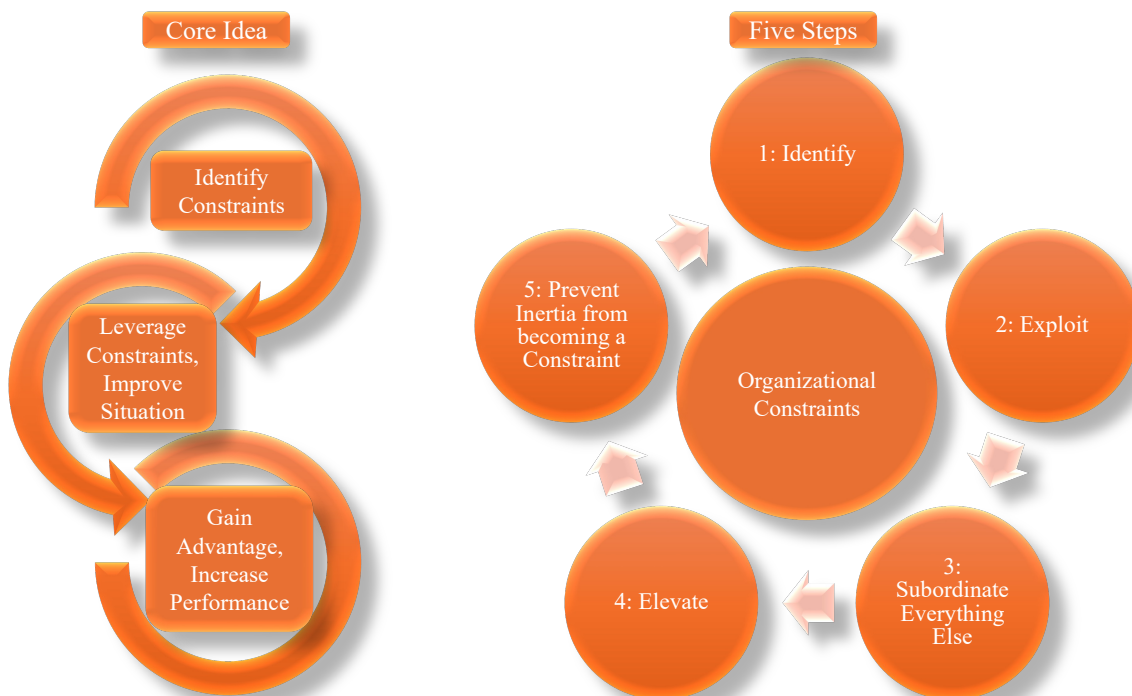 Core Idea
Identify
Constraints
Leverage
Constraints,
Improve
Situation
Gain
Advantage,
Increase
Performance
Five Steps
1: Identify
2: Exploit
3:
Subordinate
Everything
Else
4: Elevate
5: Prevent
Inertia from
becoming a
Constraint
Organizational
Constraints